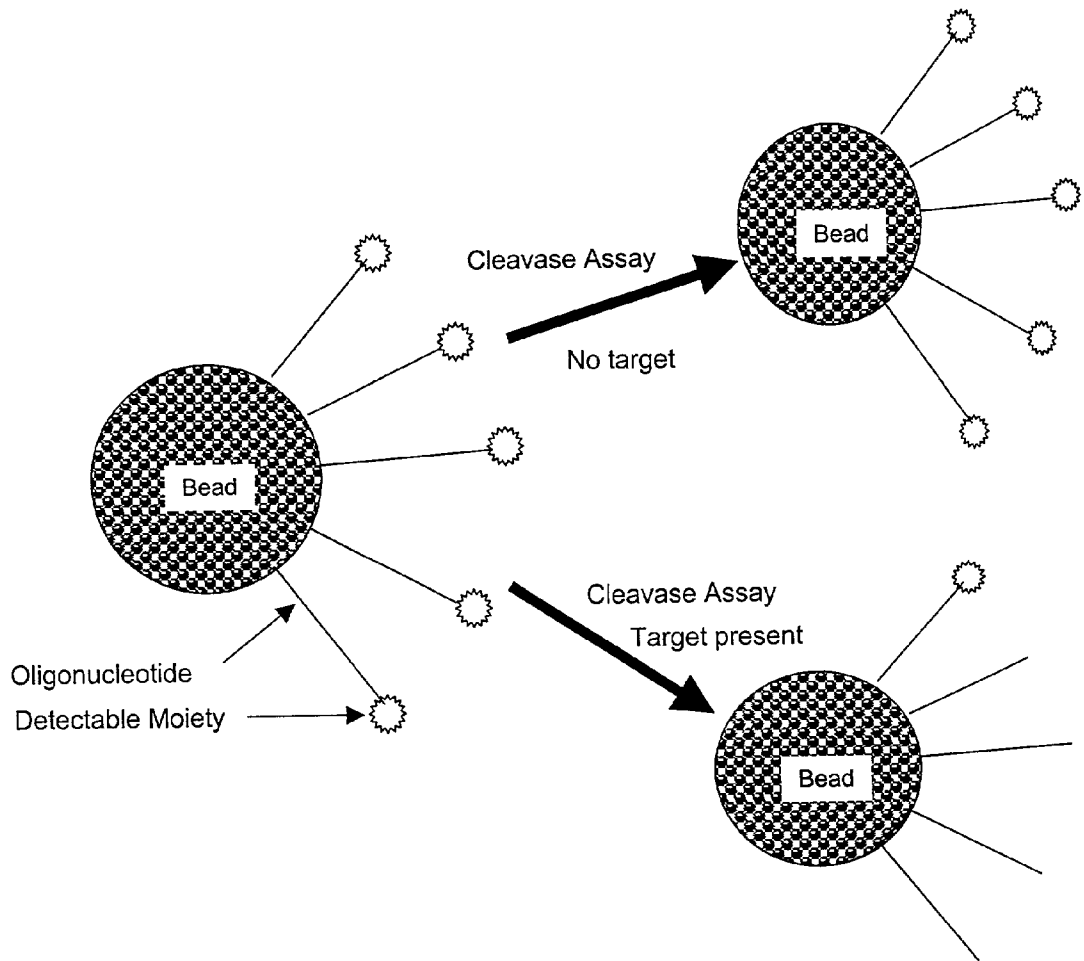 Bead
Cleavase Assay
No target
Bead
Oligonucleotide
Detectable Moiety
Cleavase Assay
Target present
Bead